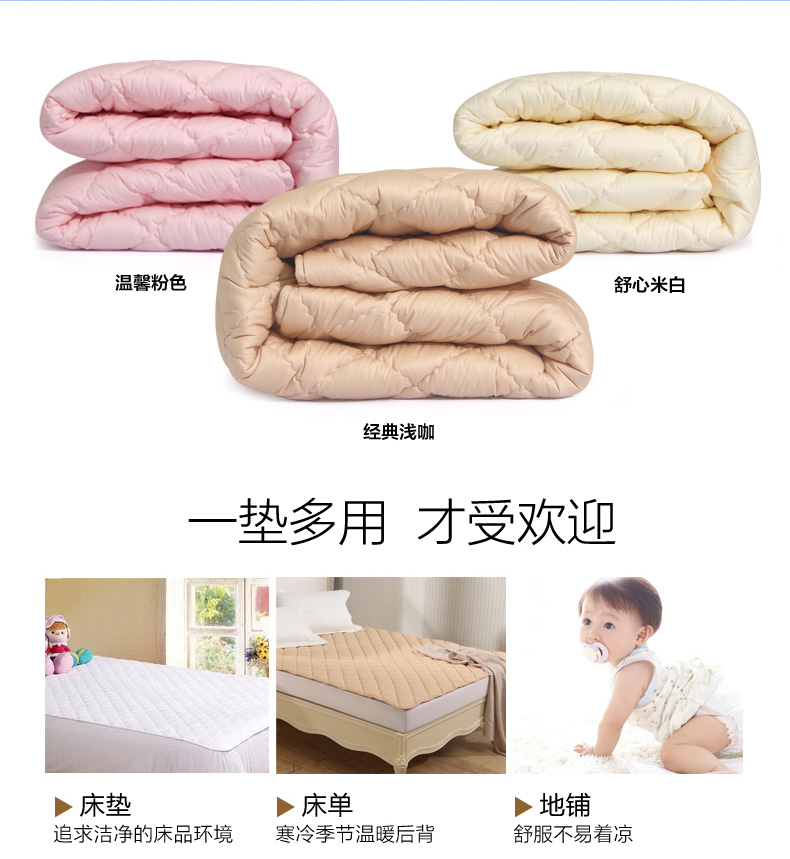 温馨粉色
舒心米白
经典浅咖
一垫多用 才受欢迎
床垫
追求洁净的床品环境
床单
寒冷季节温暖后背
地铺
舒服不易着凉